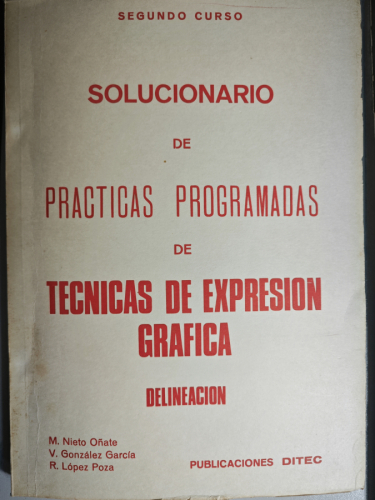 SEGUNDO CURSO
SOLUCIONARIO
DE
PRACTICAS PROGRAMADAS
DE
TECNICAS DE EXPRESION
GRAFICA
DELINEACION
M. Nieto Oñate
V. González García
R. López Poza
PUBLICACIONES DITEC